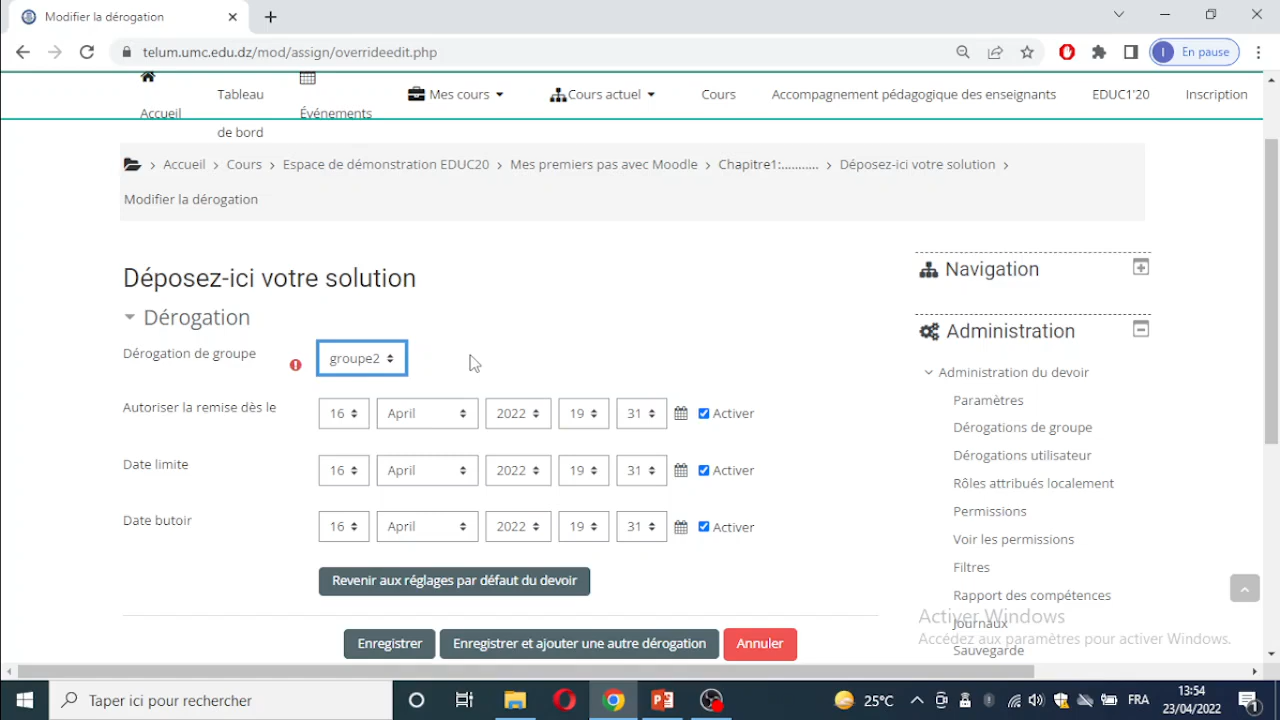 Modifier la dérogation
telum.umc.edu.dz/mod/assign/overrideedit.php
I En pause
Accueil
Tableau de bord
Événements
Mes cours
Cours actuel
Cours
Accompagnement pédagogique des enseignants
EDUC1'20
Inscription
Accueil > Cours > Espace de démonstration EDUC20 > Mes premiers pas avec Moodle > Chapitre1:.......... > Déposez-ici votre solution >
Modifier la dérogation
Déposez-ici votre solution
Dérogation
Dérogation de groupe groupe2
Autoriser la remise dès le 16 April 2022 19 31 Activer
Date limite 16 April 2022 19 31 Activer
Date butoir 16 April 2022 19 31 Activer
Revenir aux réglages par défaut du devoir
Enregistrer Enregistrer et ajouter une autre dérogation Annuler
Navigation
Administration
Administration du devoir
Paramètres
Dérogations de groupe
Dérogations utilisateur
Rôles attribués localement
Permissions
Voir les permissions
Filtres
Rapport des compétences
Journaux
Sauvegarde
Activer Windows
Accédez aux paramètres pour activer Windows.
Taper ici pour rechercher
25°C
FRA
13:54
23/04/2022
1